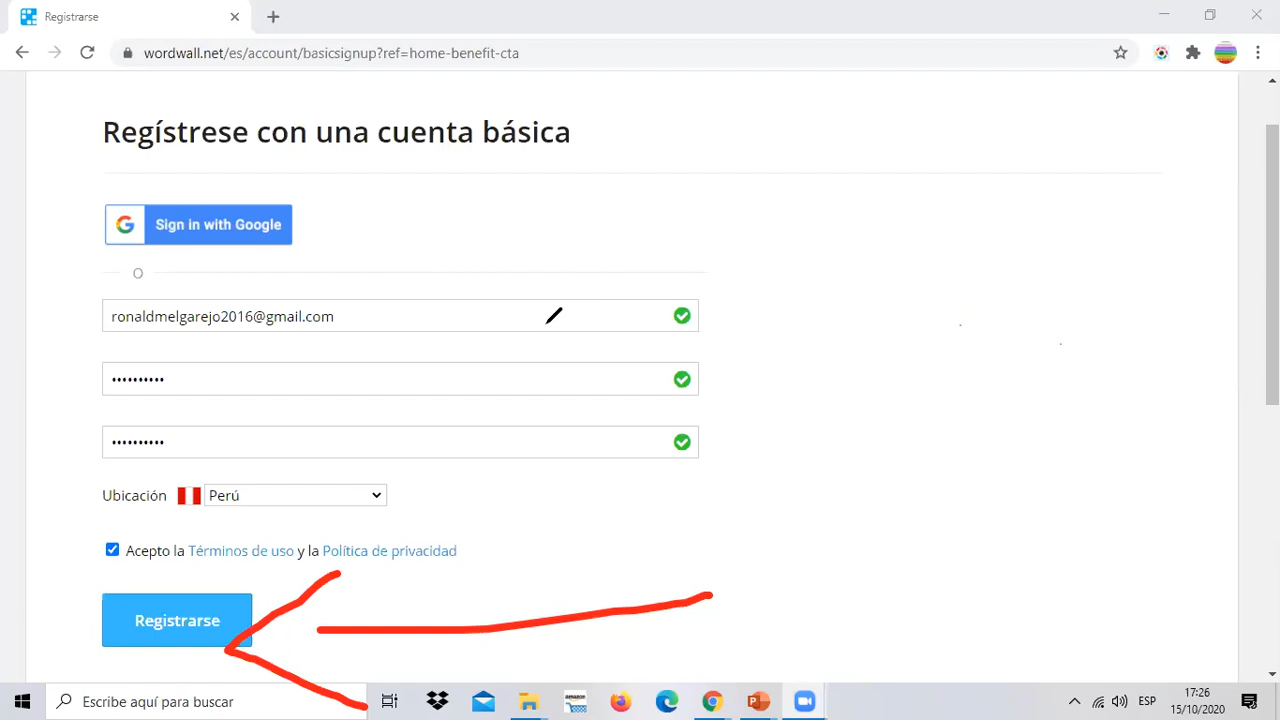 Registrarse
wordwall.net/es/account/basicsignup?ref=home-benefit-cta
Regístrese con una cuenta básica
Sign in with Google
O
ronaldmelgarejo2016@gmail.com
••••••••••
••••••••••
Ubicación Perú
Acepto la Términos de uso y la Política de privacidad
Registrarse
Escribe aquí para buscar
amazon
ESP
17:26
15/10/2020